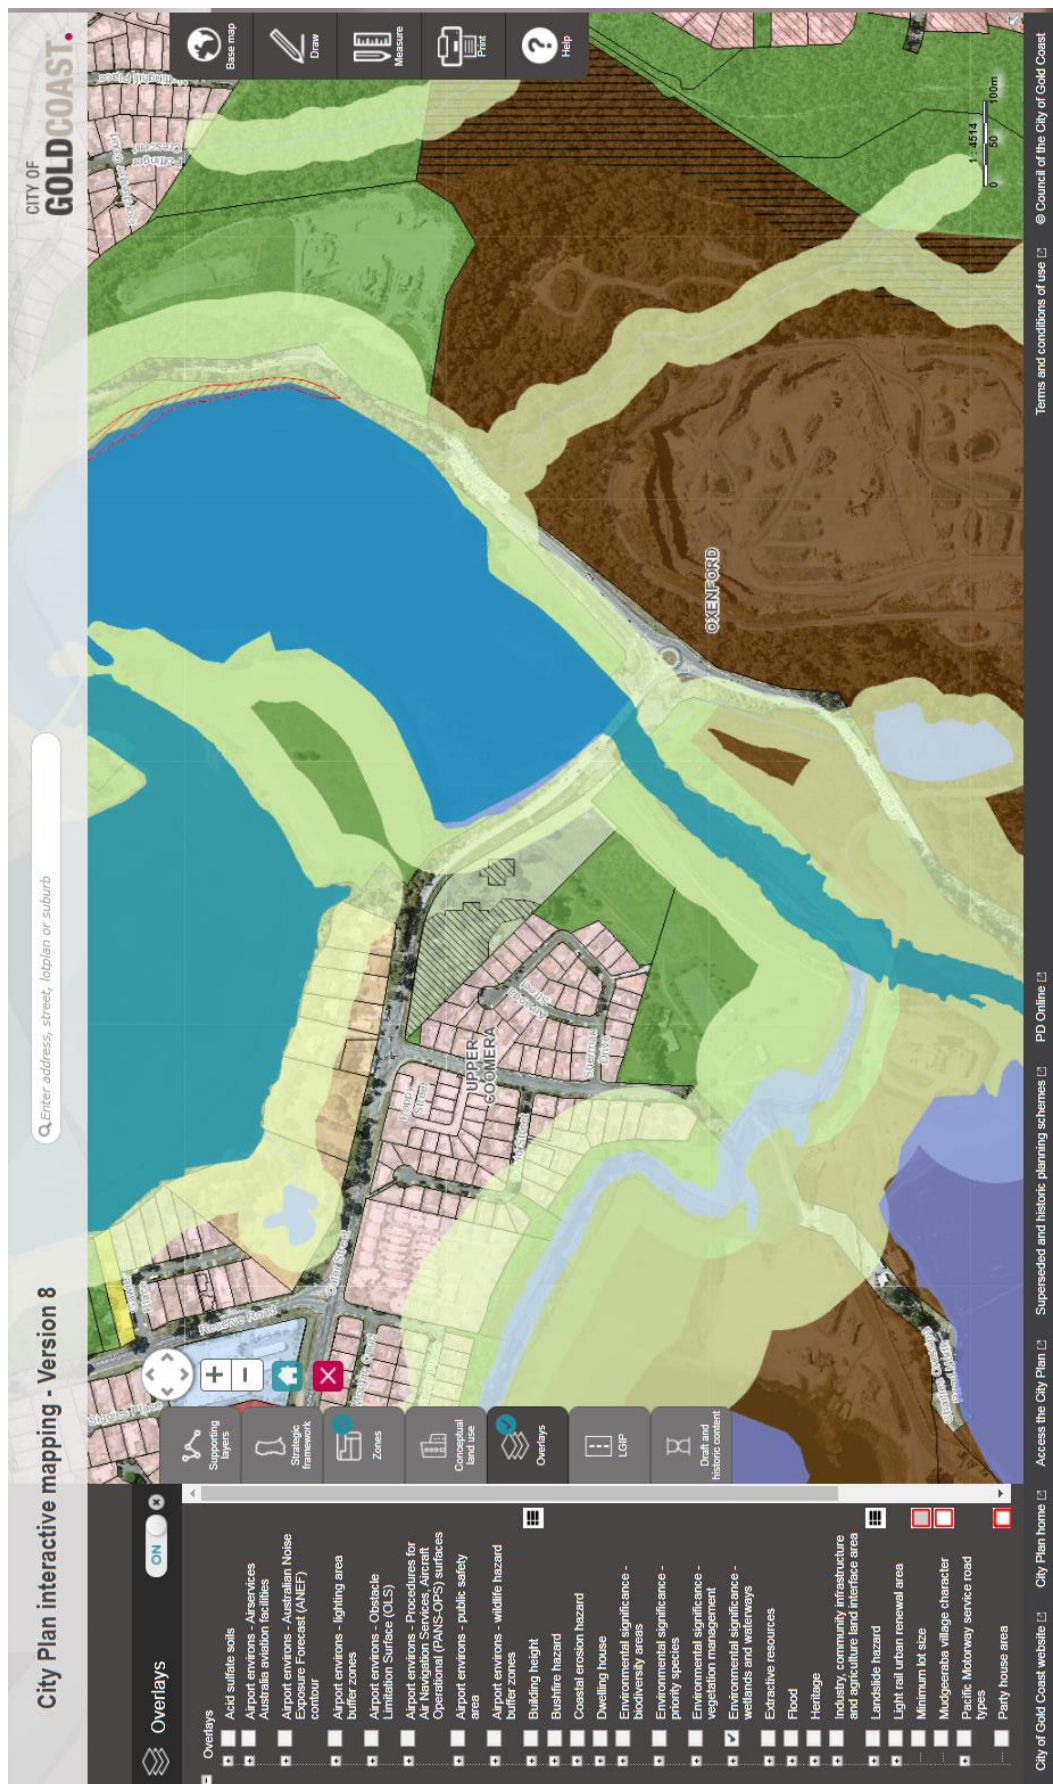 City Plan interactive mapping - Version 8
Enter address, street, lotplan or suburb
CITY OF
GOLDCOAST.
Overlays
ON
Overlays
Acid sulfate soils
Airport environs - Airservices
Australia aviation facilities
Airport environs - Australian Noise
Exposure Forecast (ANEF)
contour
Airport environs - lighting area
buffer zones
Airport environs - Obstacle
Limitation Surface (OLS)
Airport environs - Procedures for
Air Navigation Services, Aircraft
Operational (PANS-OPS) surfaces
Airport environs - public safety
area
Airport environs - wildlife hazard
buffer zones
Building height
Bushfire hazard
Coastal erosion hazard
Dwelling house
Environmental significance -
biodiversity areas
Environmental significance -
priority species
Environmental significance -
vegetation management
Environmental significance -
wetlands and waterways
Extractive resources
Flood
Heritage
Industry, community infrastructure
and agriculture land interface area
Landslide hazard
Light rail urban renewal area
Minimum lot size
Mudgeeraba village character
Pacific Motorway service road
types
Party house area
Supporting
layers
Strategic
framework
Zones
Conceptual
land use
Overlays
LGIP
Draft and
historic content
Base map
Draw
Measure
Print
Help
Reserve Road
UPPER
COOMERA
OXENFORD
1 : 4514
0 50 100m
City of Gold Coast website
City Plan home
Access the City Plan
Superseded and historic planning schemes
PD Online
Terms and conditions of use
© Council of the City of Gold Coast